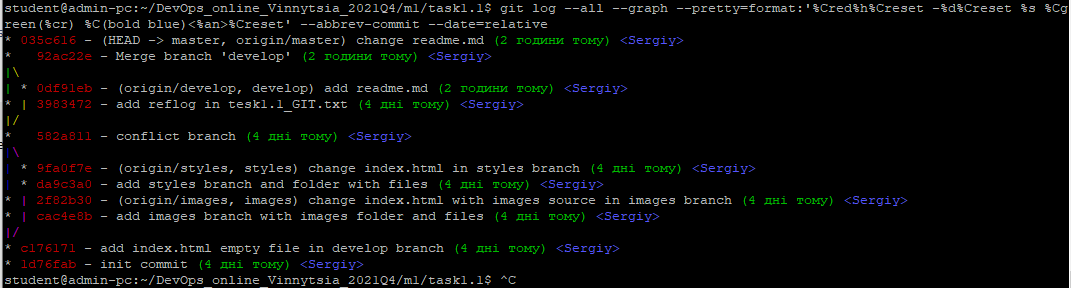 student@admin-pc:~/DevOps_online_Vinnytsia_2021Q4/m1/task1.1$ git log --all --graph --pretty=format:'%Cred%h%Creset -%d%Creset %s %Cg
reen(%cr) %C(bold blue)<%an>%Creset' --abbrev-commit --date=relative
* 035c616 - (HEAD -> master, origin/master) change readme.md (2 години тому) <Sergiy>
*   92ac22e - Merge branch 'develop' (2 години тому) <Sergiy>
|\
| * 0df91eb - (origin/develop, develop) add readme.md (2 години тому) <Sergiy>
* | 3983472 - add reflog in tesk1.1_GIT.txt (4 дні тому) <Sergiy>
|/
*   582a811 - conflict branch (4 дні тому) <Sergiy>
|\
| * 9fa0f7e - (origin/styles, styles) change index.html in styles branch (4 дні тому) <Sergiy>
| * da9c3a0 - add styles branch and folder with files (4 дні тому) <Sergiy>
* | 2f82b30 - (origin/images, images) change index.html with images source in images branch (4 дні тому) <Sergiy>
* | cac4e8b - add images branch with images folder and files (4 дні тому) <Sergiy>
|/
* c176171 - add index.html empty file in develop branch (4 дні тому) <Sergiy>
* 1d76fab - init commit (4 дні тому) <Sergiy>
student@admin-pc:~/DevOps_online_Vinnytsia_2021Q4/m1/task1.1$ ^C